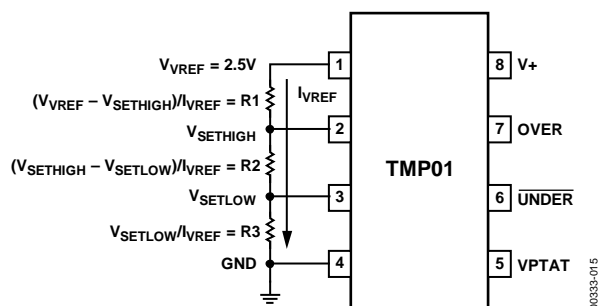 V_VREF = 2.5V
1
8
V+
(V_VREF – V_SETHIGH)/I_VREF = R1
I_VREF
V_SETHIGH
2
7
OVER
(V_SETHIGH – V_SETLOW)/I_VREF = R2
TMP01
V_SETLOW
3
6
UNDER
V_SETLOW/I_VREF = R3
GND
4
5
VPTAT
00333-015